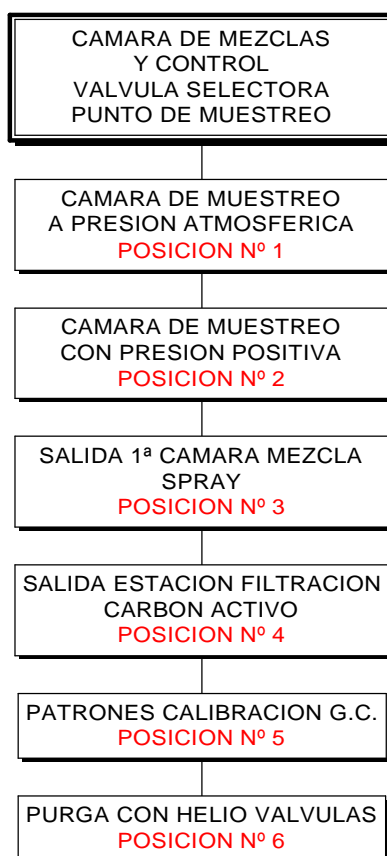 CAMARA DE MEZCLAS
Y CONTROL
VALVULA SELECTORA
PUNTO DE MUESTREO
CAMARA DE MUESTREO
A PRESION ATMOSFERICA
POSICION Nº 1
CAMARA DE MUESTREO
CON PRESION POSITIVA
POSICION Nº 2
SALIDA 1ª CAMARA MEZCLA
SPRAY
POSICION Nº 3
SALIDA ESTACION FILTRACION
CARBON ACTIVO
POSICION Nº 4
PATRONES CALIBRACION G.C.
POSICION Nº 5
PURGA CON HELIO VALVULAS
POSICION Nº 6